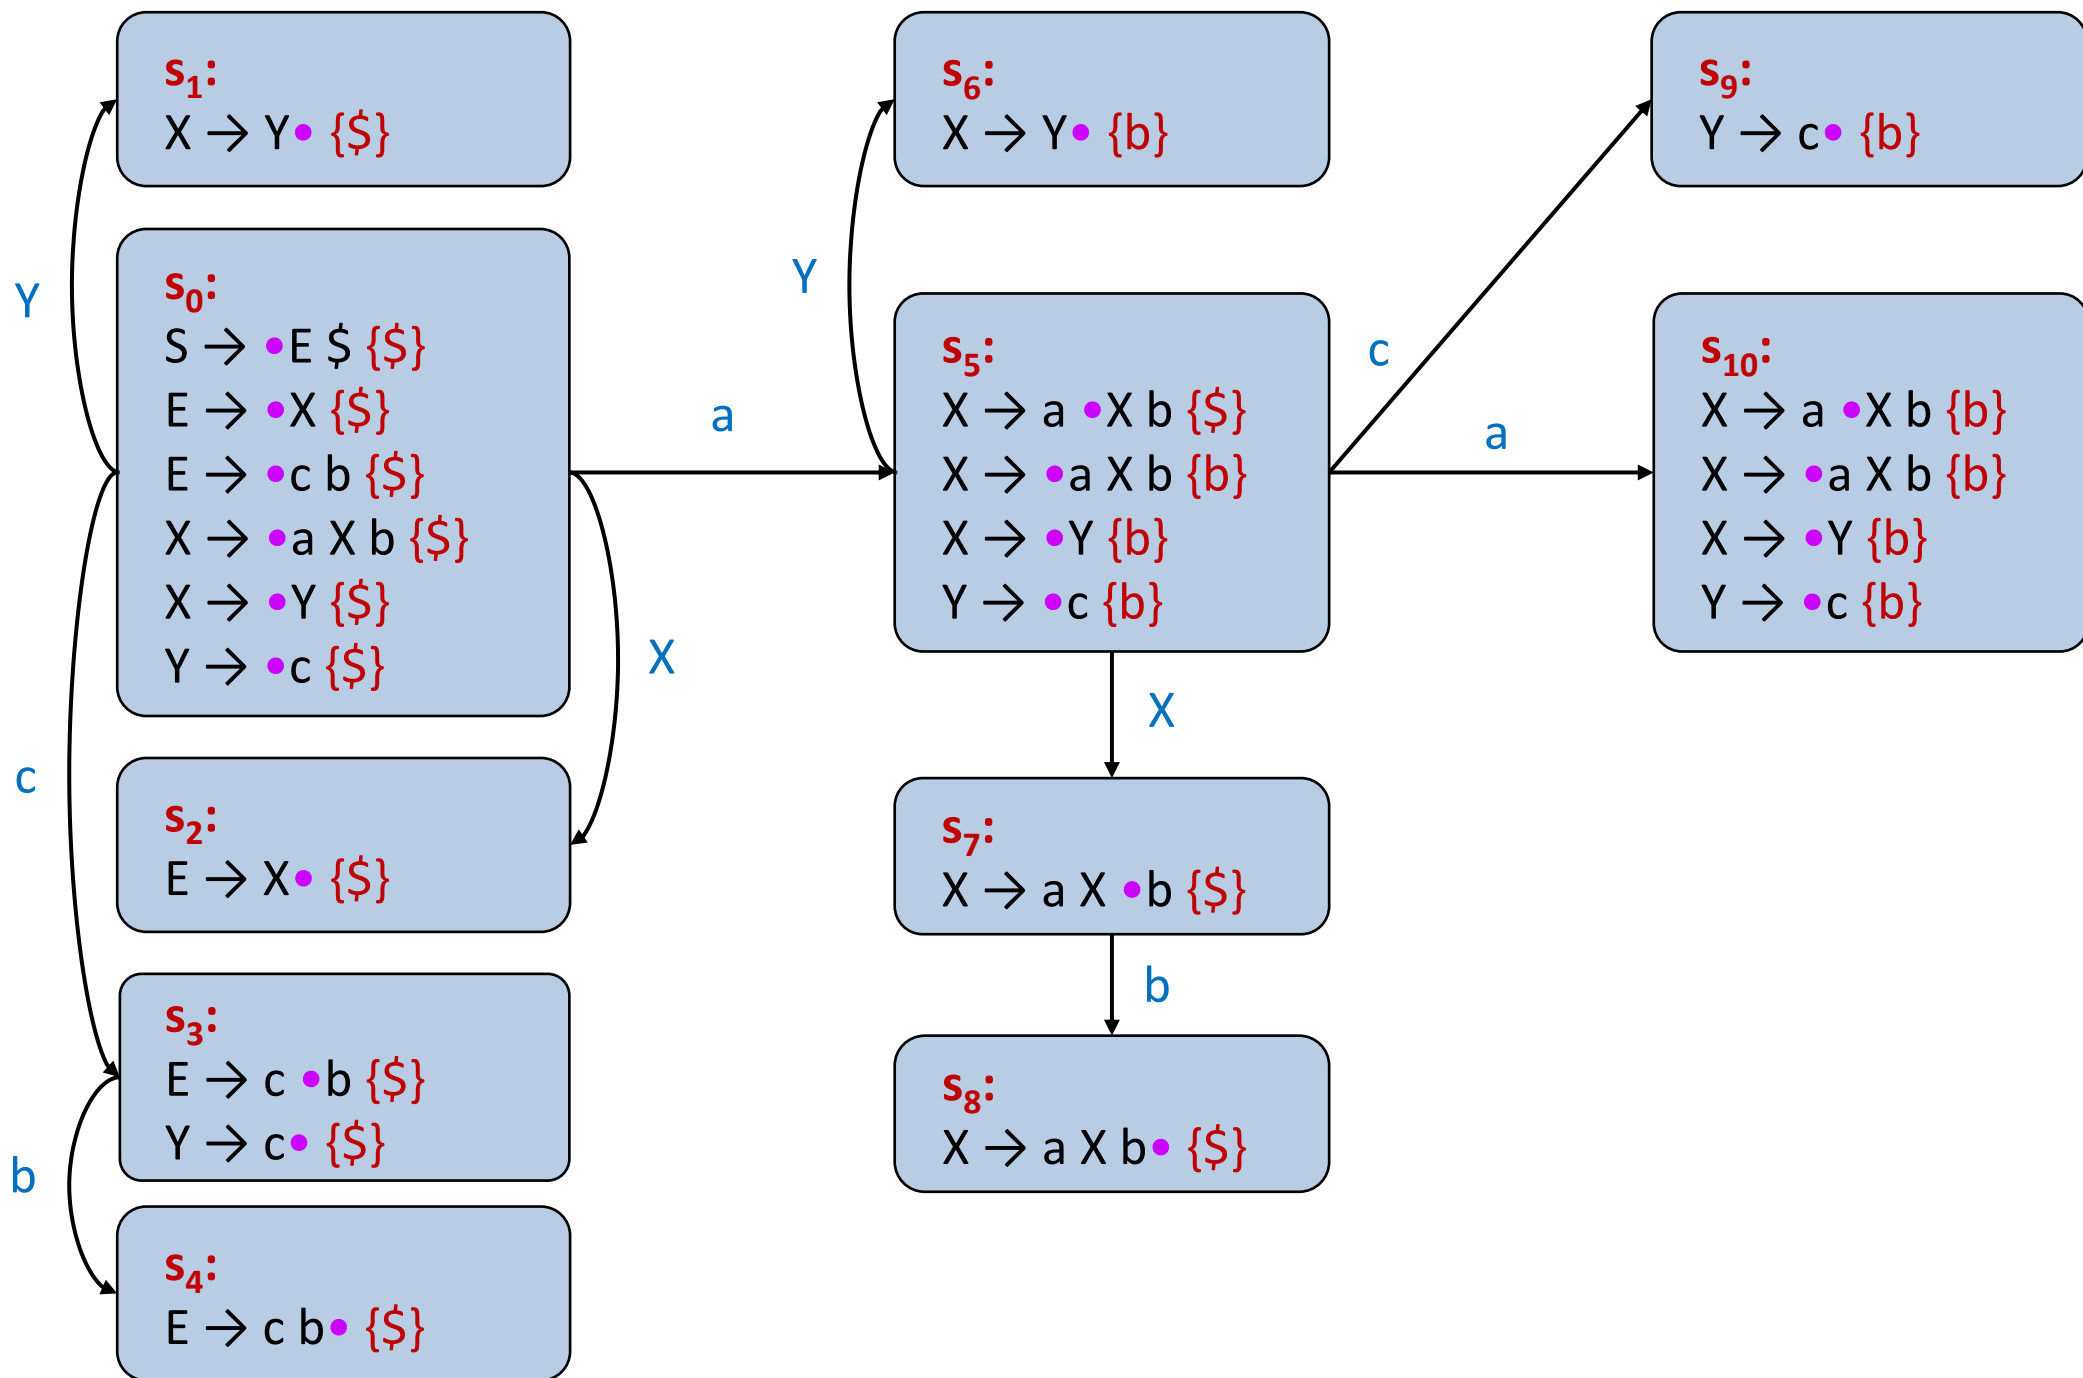 s₁:
X → Y• {$}
Y
s₀:
S → •E $ {$}
E → •X {$}
E → •c b {$}
X → •a X b {$}
X → •Y {$}
Y → •c {$}
a
X
c
s₂:
E → X• {$}
s₃:
E → c •b {$}
Y → c• {$}
b
s₄:
E → c b• {$}
s₆:
X → Y• {b}
Y
s₅:
X → a •X b {$}
X → •a X b {b}
X → •Y {b}
Y → •c {b}
c
a
X
s₇:
X → a X •b {$}
b
s₈:
X → a X b• {$}
s₉:
Y → c• {b}
s₁₀:
X → a •X b {b}
X → •a X b {b}
X → •Y {b}
Y → •c {b}